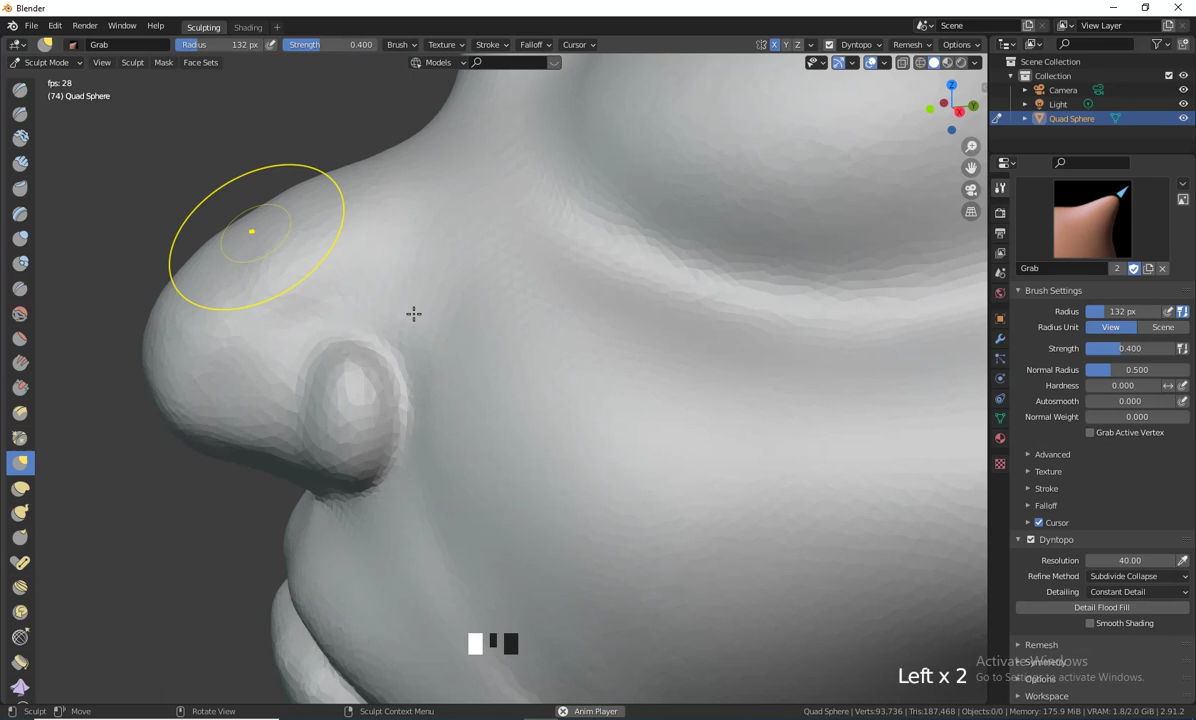 Blender
File Edit Render Window Help Sculpting Shading + Scene View Layer
Grab Radius 132 px Strength 0.400 Brush Texture Stroke Falloff Cursor X Y Z Dyntopo Remesh Options
Sculpt Mode View Sculpt Mask Face Sets Models
fps: 28
(74) Quad Sphere
Z
Y
X
Scene Collection
Collection
Camera
Light
Quad Sphere
Grab 2
Brush Settings
Radius 132 px
Radius Unit View Scene
Strength 0.400
Normal Radius 0.500
Hardness 0.000
Autosmooth 0.000
Normal Weight 0.000
Grab Active Vertex
Advanced
Texture
Stroke
Falloff
Cursor
Dyntopo
Resolution 40.00
Refine Method Subdivide Collapse
Detailing Constant Detail
Detail Flood Fill
Smooth Shading
Remesh
Symmetry
Options
Workspace
Activate Windows
Go to Settings to activate Windows.
Left x 2
Sculpt Move Rotate View Sculpt Context Menu Anim Player Quad Sphere | Verts:93,736 | Tris:187,468 | Objects:0/0 | Memory: 175.9 MiB | VRAM: 1.8/2.0 GiB | 2.91.2